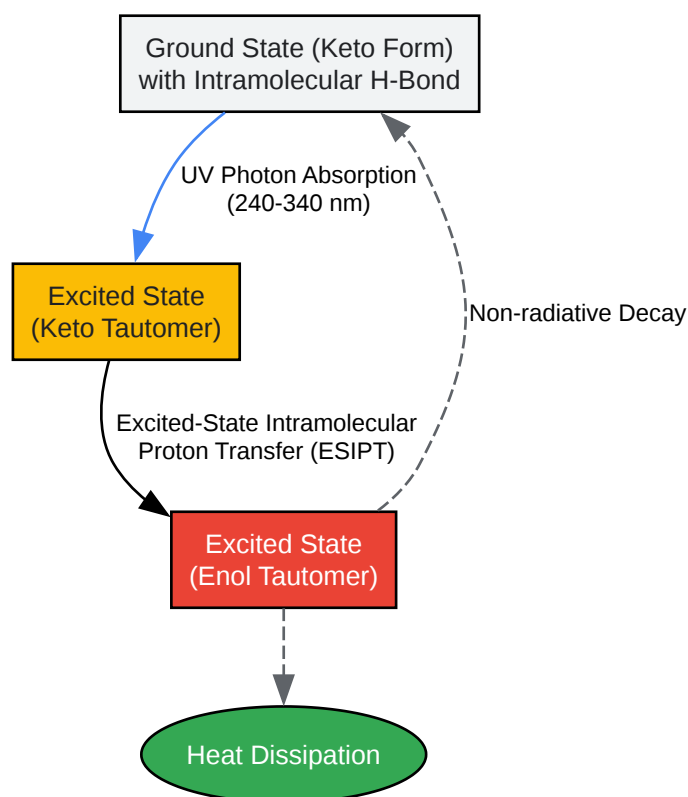 Ground State (Keto Form)
with Intramolecular H-Bond
UV Photon Absorption
(240-340 nm)
Excited State
(Keto Tautomer)
Non-radiative Decay
Excited-State Intramolecular
Proton Transfer (ESIPT)
Excited State
(Enol Tautomer)
Heat Dissipation